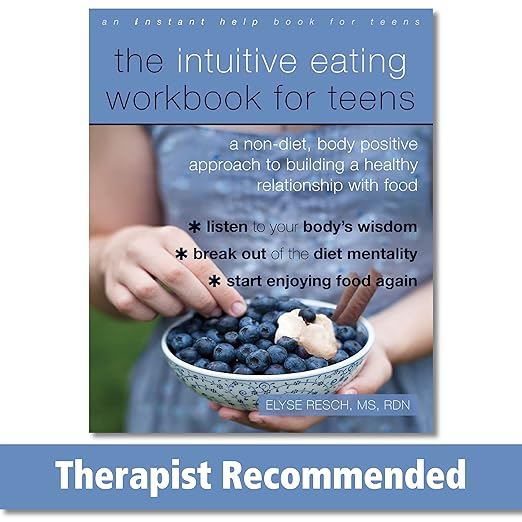 an instant help book for teens
the intuitive eating
workbook for teens
a non-diet, body positive
approach to building a healthy
relationship with food
* listen to your body's wisdom
* break out of the diet mentality
* start enjoying food again
ELYSE RESCH, MS, RDN
Therapist Recommended